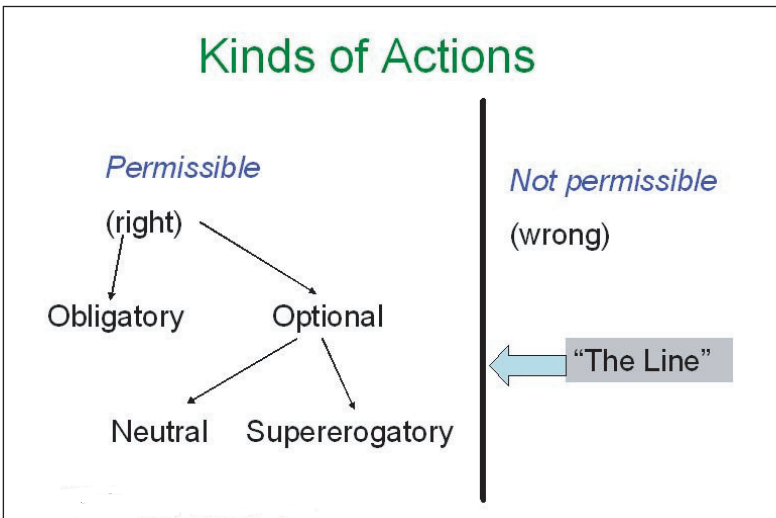 Kinds of Actions
Permissible
(right)
Not permissible
(wrong)
Obligatory
Optional
“The Line”
Neutral
Supererogatory